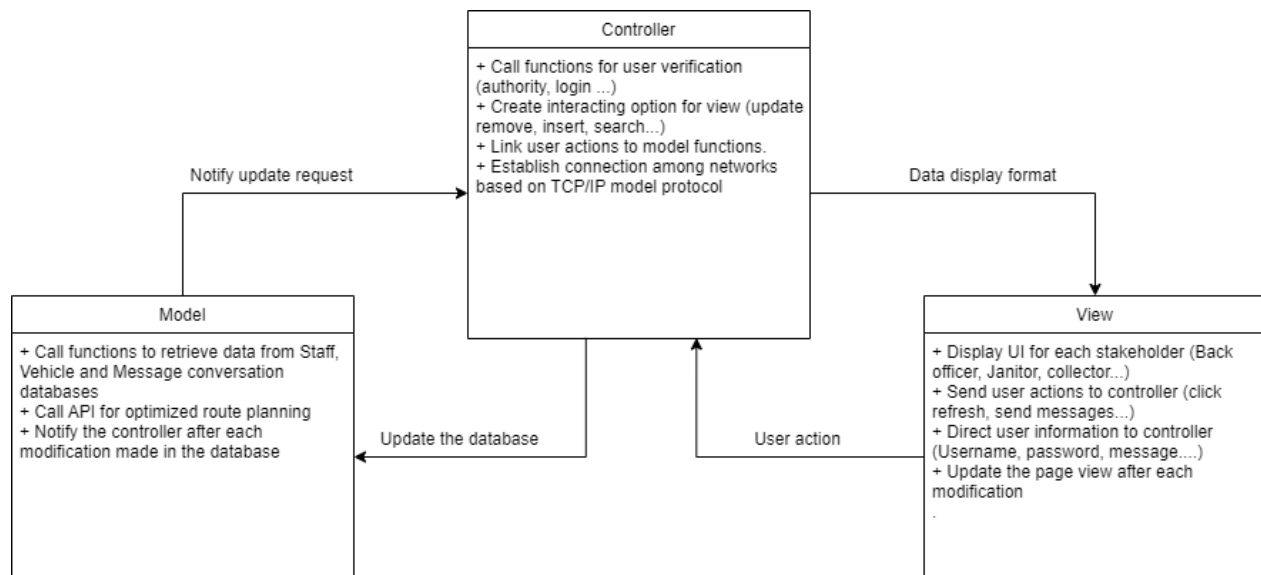 Controller
+ Call functions for user verification
(authority, login ...)
+ Create interacting option for view (update
remove, insert, search...)
+ Link user actions to model functions.
+ Establish connection among networks
based on TCP/IP model protocol
Notify update request
Data display format
Model
+ Call functions to retrieve data from Staff,
Vehicle and Message conversation
databases
+ Call API for optimized route planning
+ Notify the controller after each
modification made in the database
Update the database
User action
View
+ Display UI for each stakeholder (Back
officer, Janitor, collector...)
+ Send user actions to controller (click
refresh, send messages...)
+ Direct user information to controller
(Username, password, message....)
+ Update the page view after each
modification
.